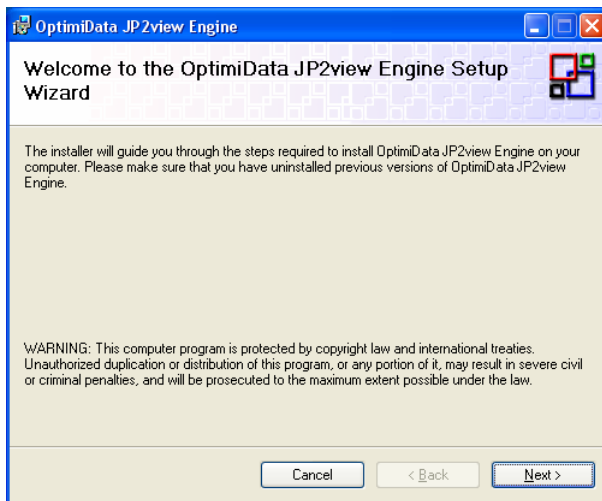 OptimiData JP2view Engine
Welcome to the OptimiData JP2view Engine Setup
Wizard
The installer will guide you through the steps required to install OptimiData JP2view Engine on your
computer. Please make sure that you have uninstalled previous versions of OptimiData JP2view
Engine.
WARNING: This computer program is protected by copyright law and international treaties.
Unauthorized duplication or distribution of this program, or any portion of it, may result in severe civil
or criminal penalties, and will be prosecuted to the maximum extent possible under the law.
Cancel < Back Next >